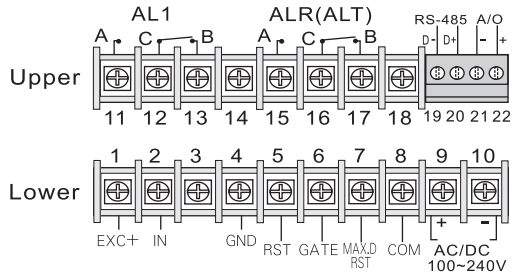 AL1 ALR(ALT) RS-485 A/O
A C B A C B D- D+ - +
Upper
11 12 13 14 15 16 17 18 19 20 21 22
1 2 3 4 5 6 7 8 9 10
Lower
+ -
EXC+ IN GND RST GATE MAX.D RST COM AC/DC
100~240V